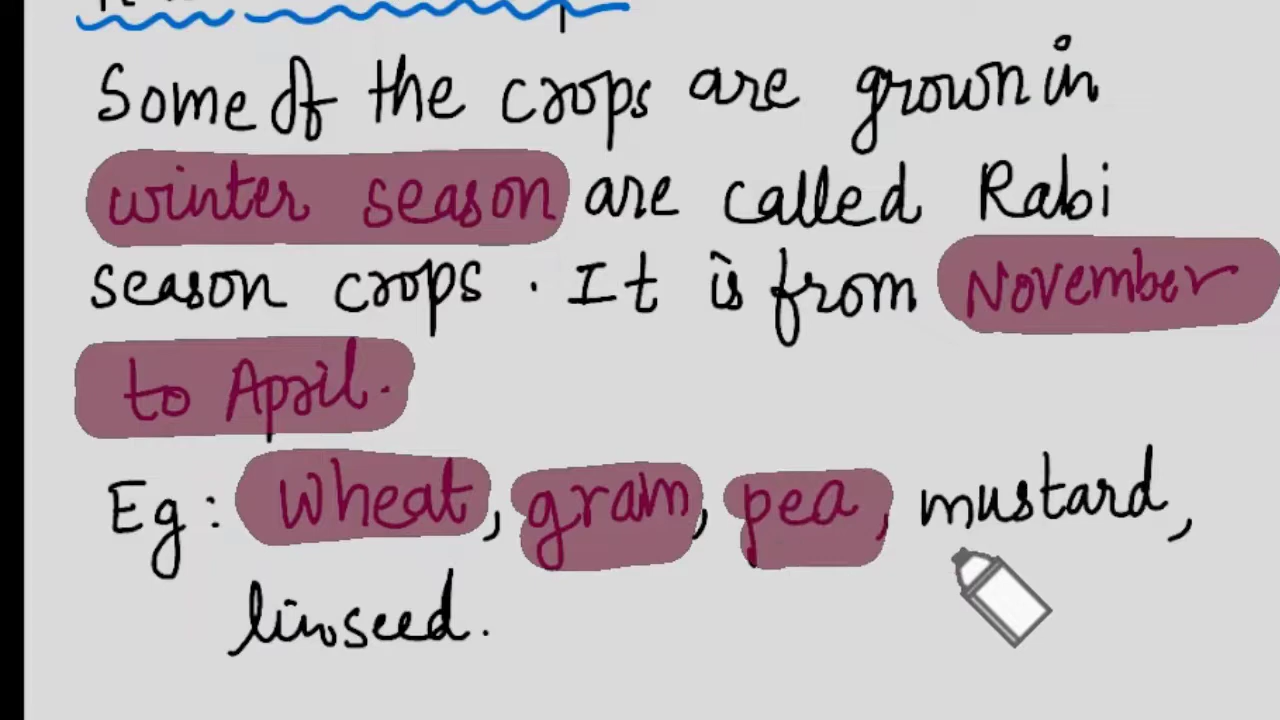 Some of the crops are grown in
winter season are called Rabi
season crops. It is from November
to April.
Eg: Wheat, gram, pea, mustard,
linseed.